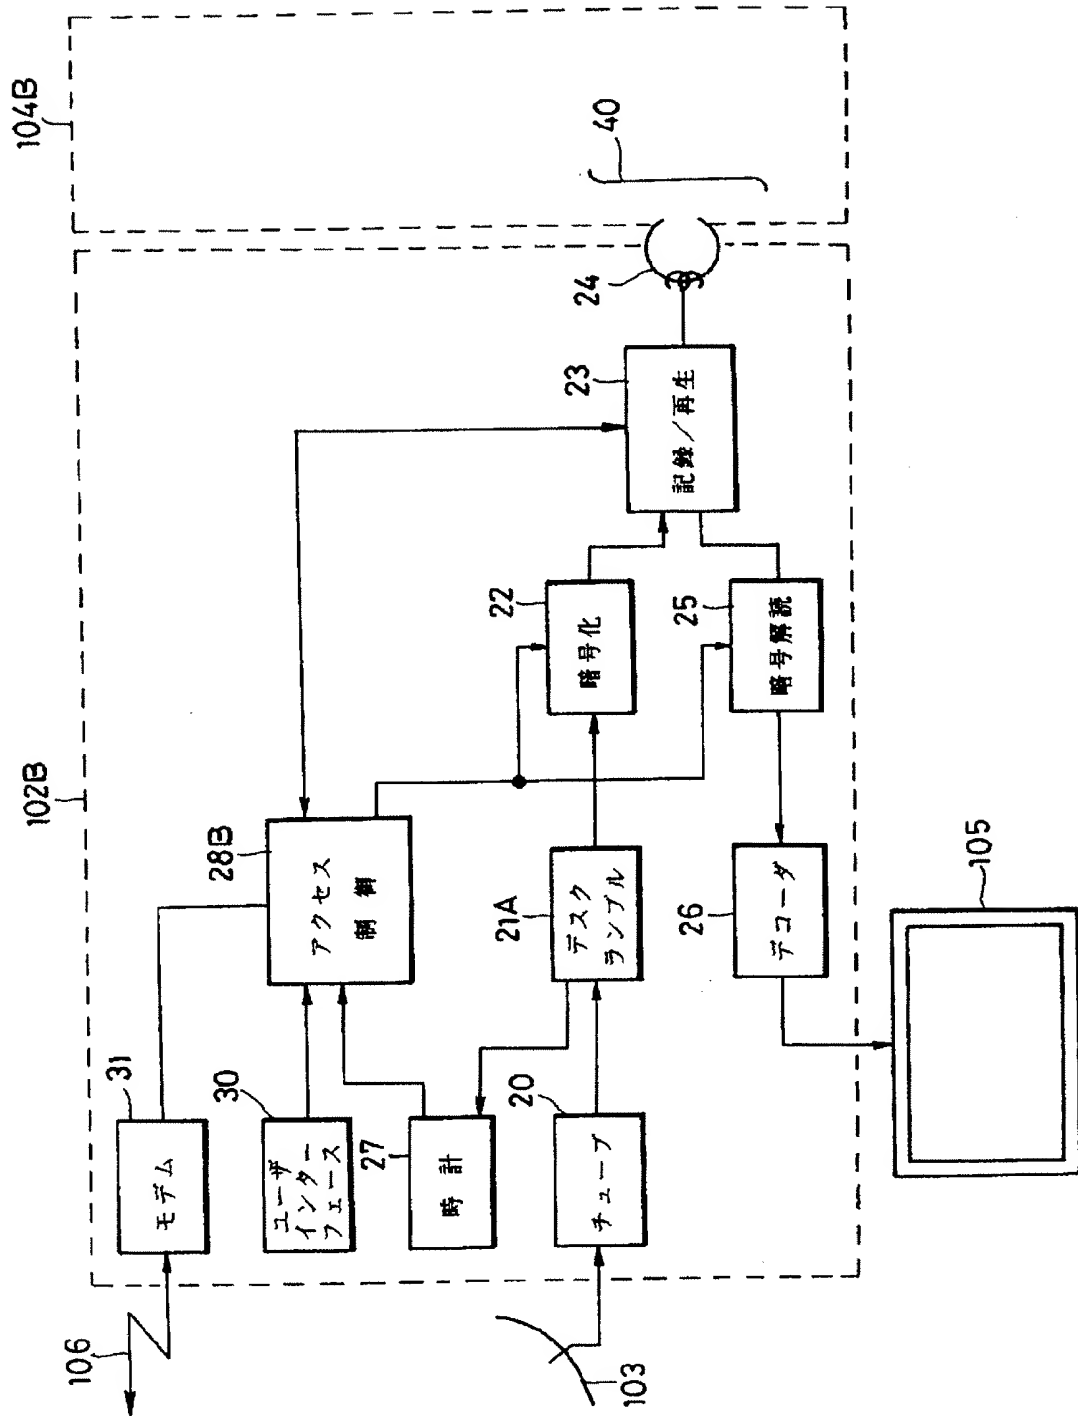 102B
104B
106
31
モデム
30
ユーザ
インター
フェース
27
時計
28B
アクセス
制御
103
20
チューブ
21A
デスク
ランブル
22
暗号化
23
記録/再生
24
40
25
暗号解読
26
デコーダ
105